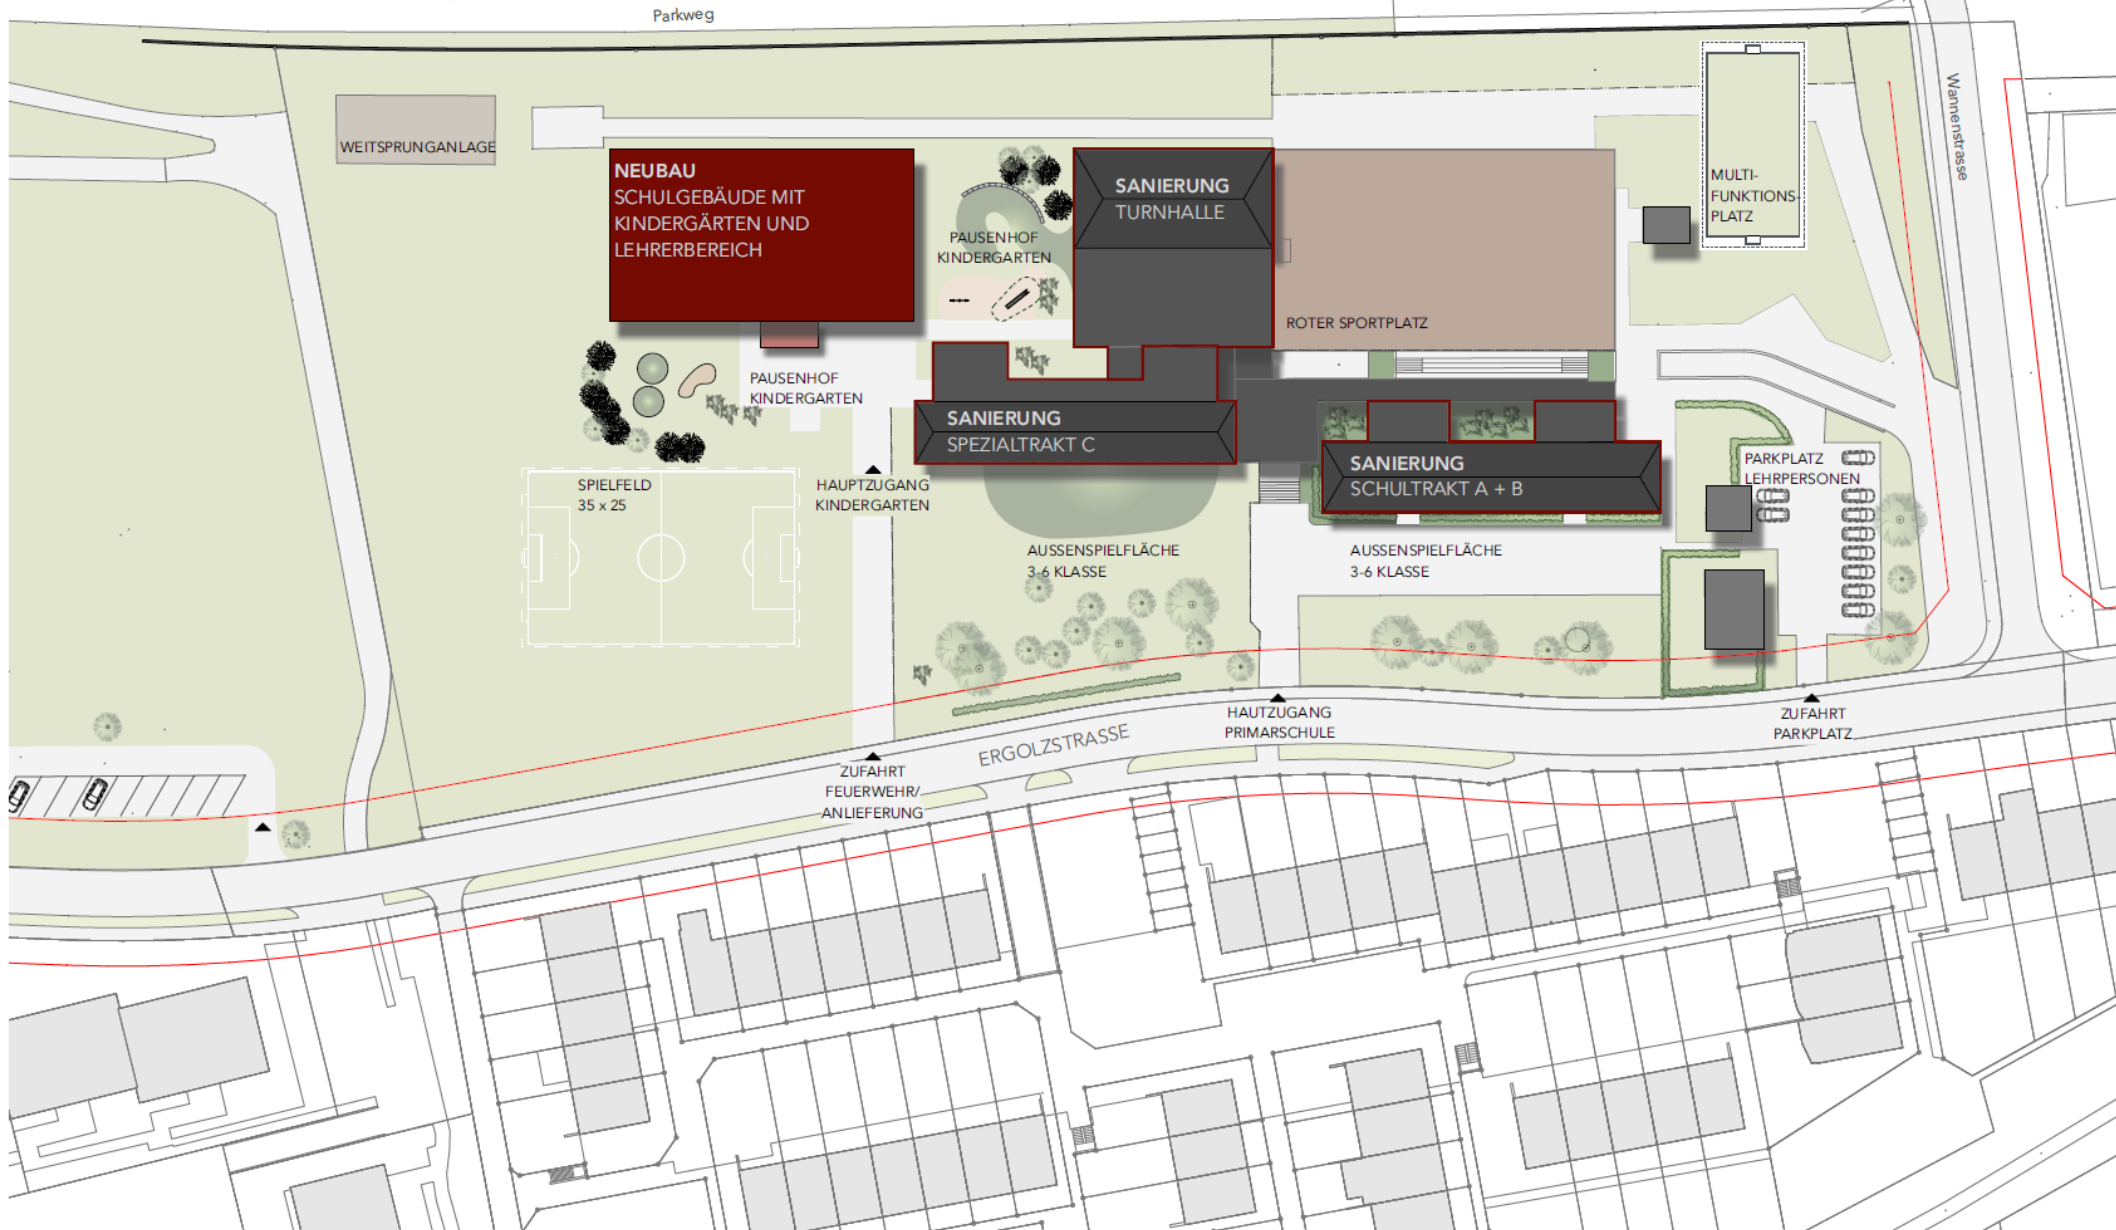 Parkweg
Wannenstrasse
WEITSPRUNGANLAGE
NEUBAU
SCHULGEBÄUDE MIT
KINDERGÄRTEN UND
LEHRERBEREICH
PAUSENHOF
KINDERGARTEN
SANIERUNG
TURNHALLE
MULTI-
FUNKTIONS-
PLATZ
ROTER SPORTPLATZ
PAUSENHOF
KINDERGARTEN
SANIERUNG
SPEZIALTRAKT C
SANIERUNG
SCHULTRAKT A + B
PARKPLATZ
LEHRPERSONEN
SPIELFELD
35 x 25
HAUPTZUGANG
KINDERGARTEN
AUSSENSPIELFLÄCHE
3-6 KLASSE
AUSSENSPIELFLÄCHE
3-6 KLASSE
HAUTZUGANG
PRIMARSCHULE
ZUFAHRT
PARKPLATZ
ERGOLZSTRASSE
ZUFAHRT
FEUERWEHR/
ANLIEFERUNG